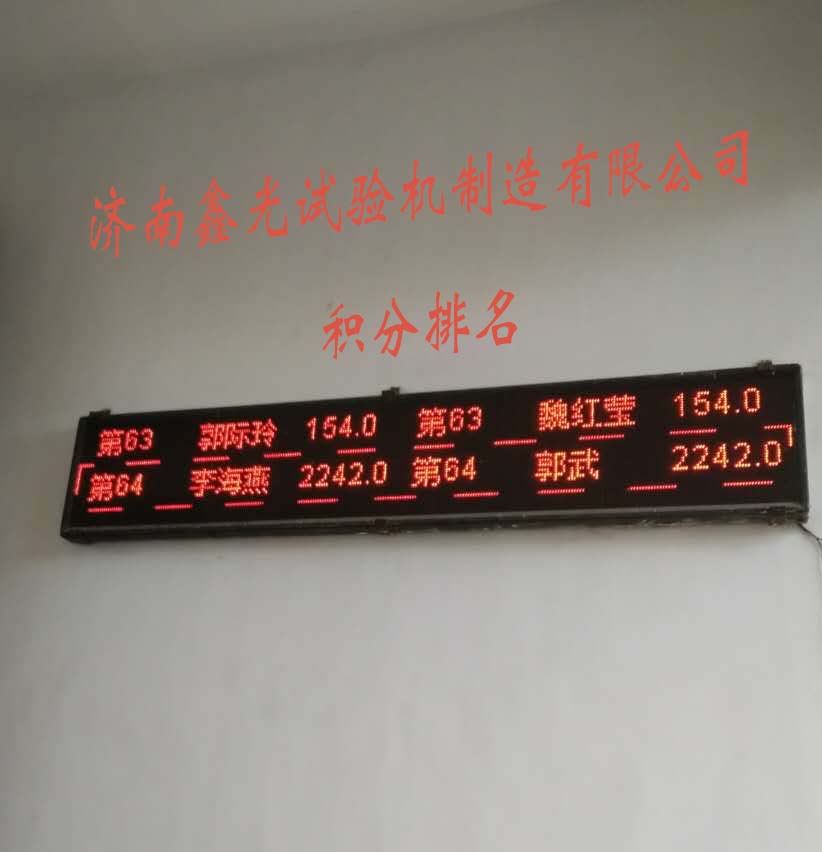 济南鑫光试验机制造有限公司
积分排名
第63 郭际玲 154.0 第63 魏红莹 154.0
第64 李海燕 2242.0 第64 郭武 2242.0